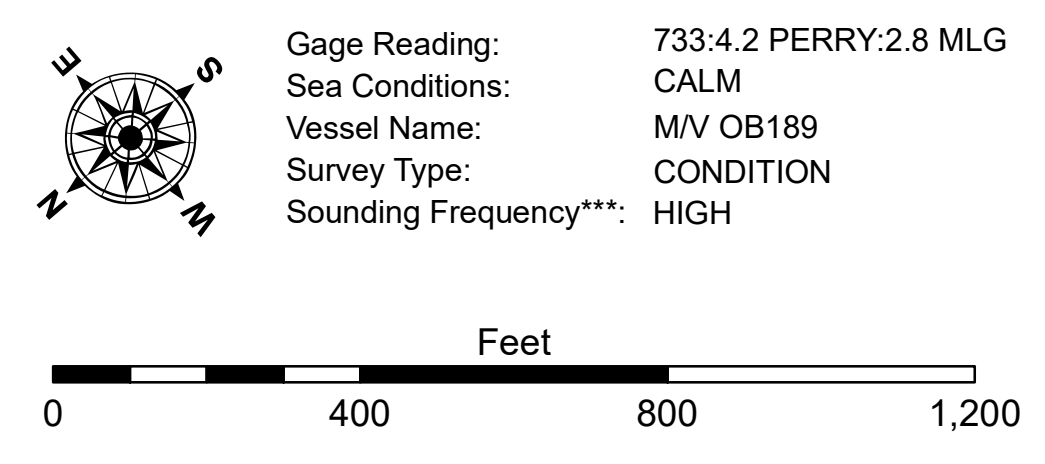 E S
N W
Gage Reading: 733:4.2 PERRY:2.8 MLG
Sea Conditions: CALM
Vessel Name: M/V OB189
Survey Type: CONDITION
Sounding Frequency***: HIGH
Feet
0 400 800 1,200